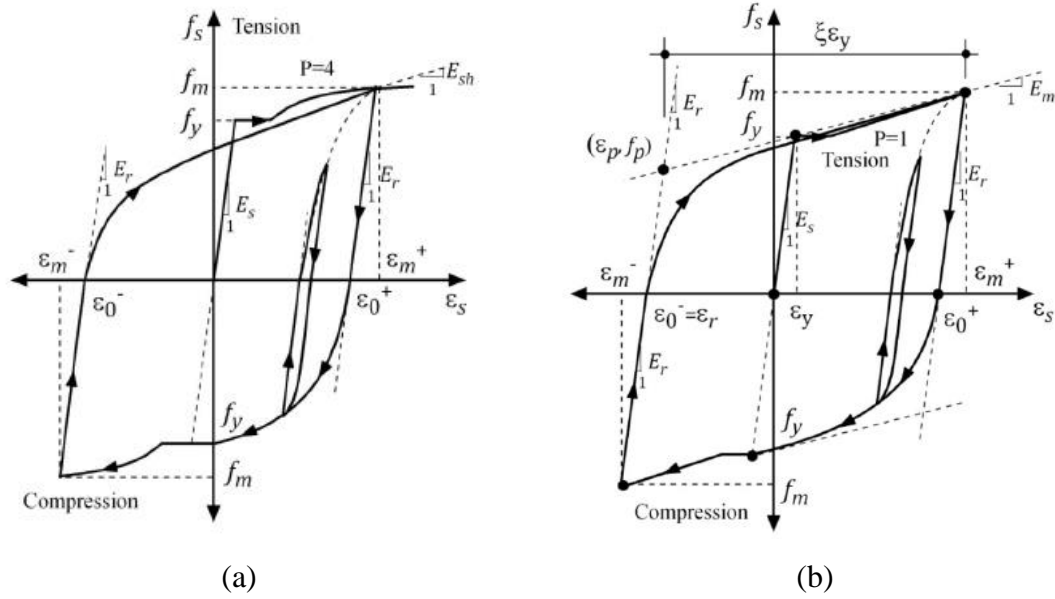 f_s Tension
P=4
E_sh
1
f_m
f_y
E_r
1
E_r
1
E_s
1
ε_m^-
ε_m^+
ε_0^-
ε_0^+
ε_s
f_y
f_m
Compression
(a)
f_s
ξε_y
E_r
1
E_m
1
f_m
f_y
(ε_p, f_p)
P=1
Tension
E_r
1
E_s
1
ε_m^-
ε_m^+
ε_0^-=ε_r
ε_y
ε_0^+
ε_s
E_r
1
f_y
f_m
Compression
(b)